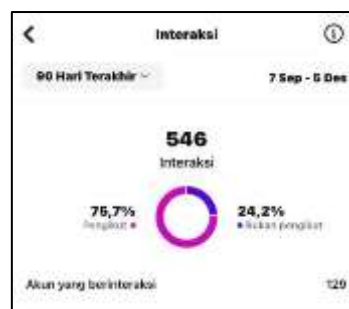 Interaksi
90 Hari Terakhir
7 Sep - 5 Des
546
Interaksi
75,7%
Pengikut
24,2%
Bukan pengikut
Akun yang berinteraksi
129